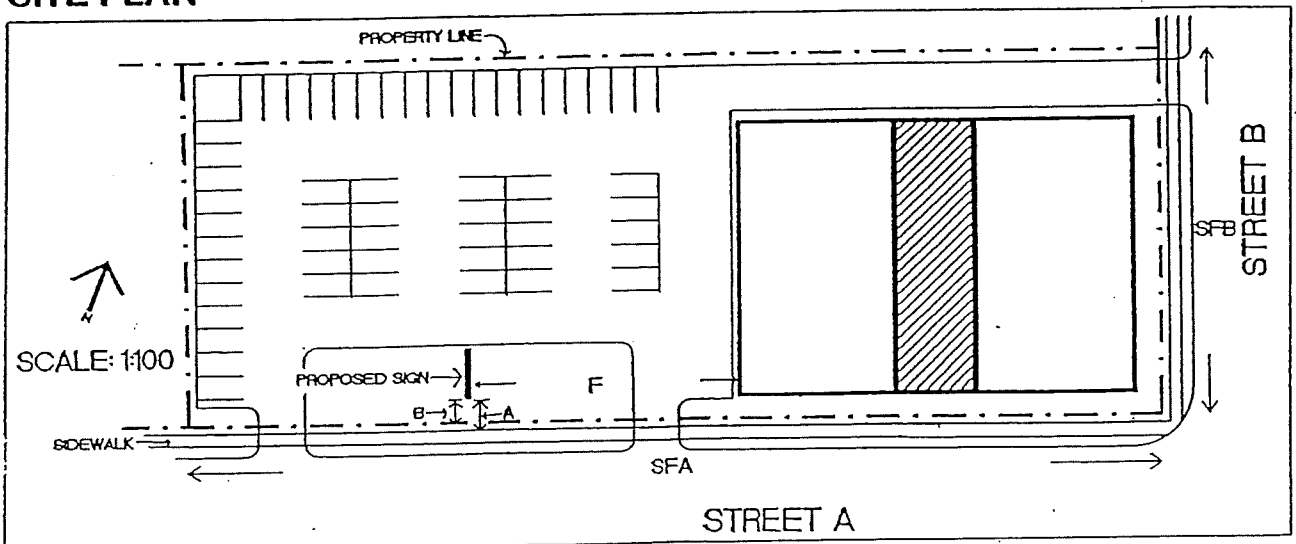 SITE PLAN
PROPERTY LINE
STREET B
SFB
N
SCALE: 1:100
PROPOSED SIGN
F
B
A
SIDEWALK
SFA
STREET A